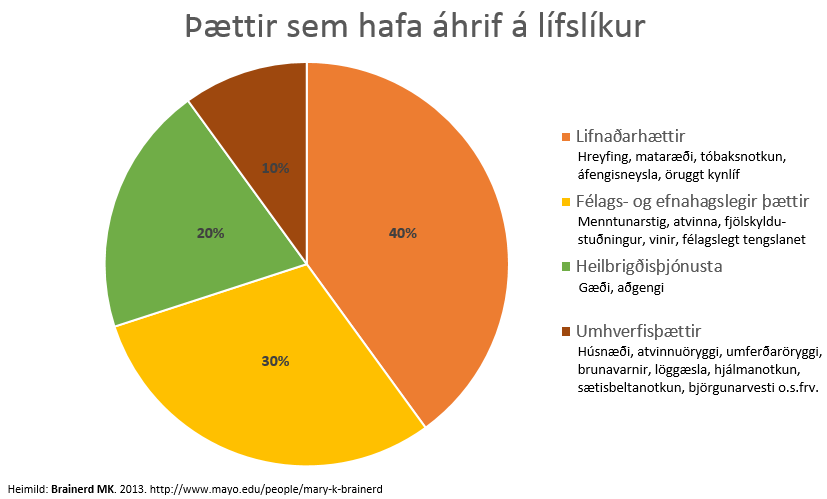 Þættir sem hafa áhrif á lífslíkur
10%
20%
40%
30%
Lifnaðarhættir
Hreyfing, mataræði, tóbaksnotkun,
áfengisneysla, öruggt kynlíf
Félags- og efnahagslegir þættir
Menntunarstig, atvinna, fjölskyldu-
stuðningur, vinir, félagslegt tengslanet
Heilbrigðisþjónusta
Gæði, aðgengi
Umhverfisþættir
Húsnæði, atvinnuöryggi, umferðaröryggi,
brunavarnir, löggæsla, hjálmanotkun,
sætisbeltanotkun, björgunarvesti o.s.frv.
Heimild: Brainerd MK. 2013. http://www.mayo.edu/people/mary-k-brainerd